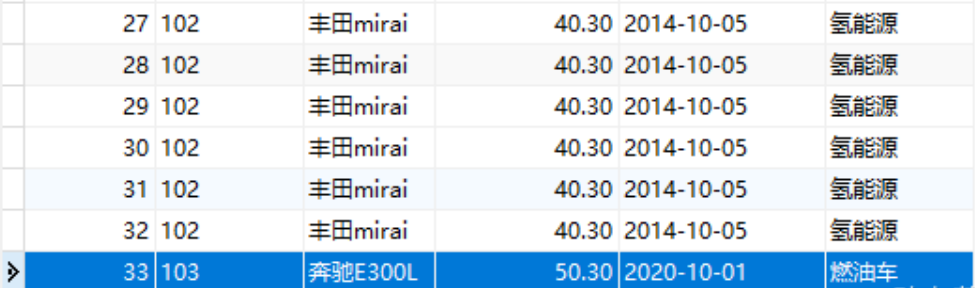 27 102 丰田mirai 40.30 2014-10-05 氢能源
28 102 丰田mirai 40.30 2014-10-05 氢能源
29 102 丰田mirai 40.30 2014-10-05 氢能源
30 102 丰田mirai 40.30 2014-10-05 氢能源
31 102 丰田mirai 40.30 2014-10-05 氢能源
32 102 丰田mirai 40.30 2014-10-05 氢能源
33 103 奔驰E300L 50.30 2020-10-01 燃油车